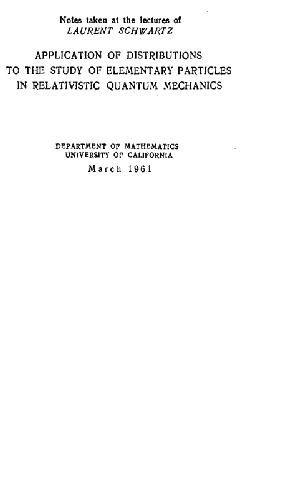 Notes taken at the lectures of
LAURENT SCHWARTZ
APPLICATION OF DISTRIBUTIONS
TO THE STUDY OF ELEMENTARY PARTICLES
IN RELATIVISTIC QUANTUM MECHANICS
DEPARTMENT OF MATHEMATICS
UNIVERSITY OF CALIFORNIA
March 1961